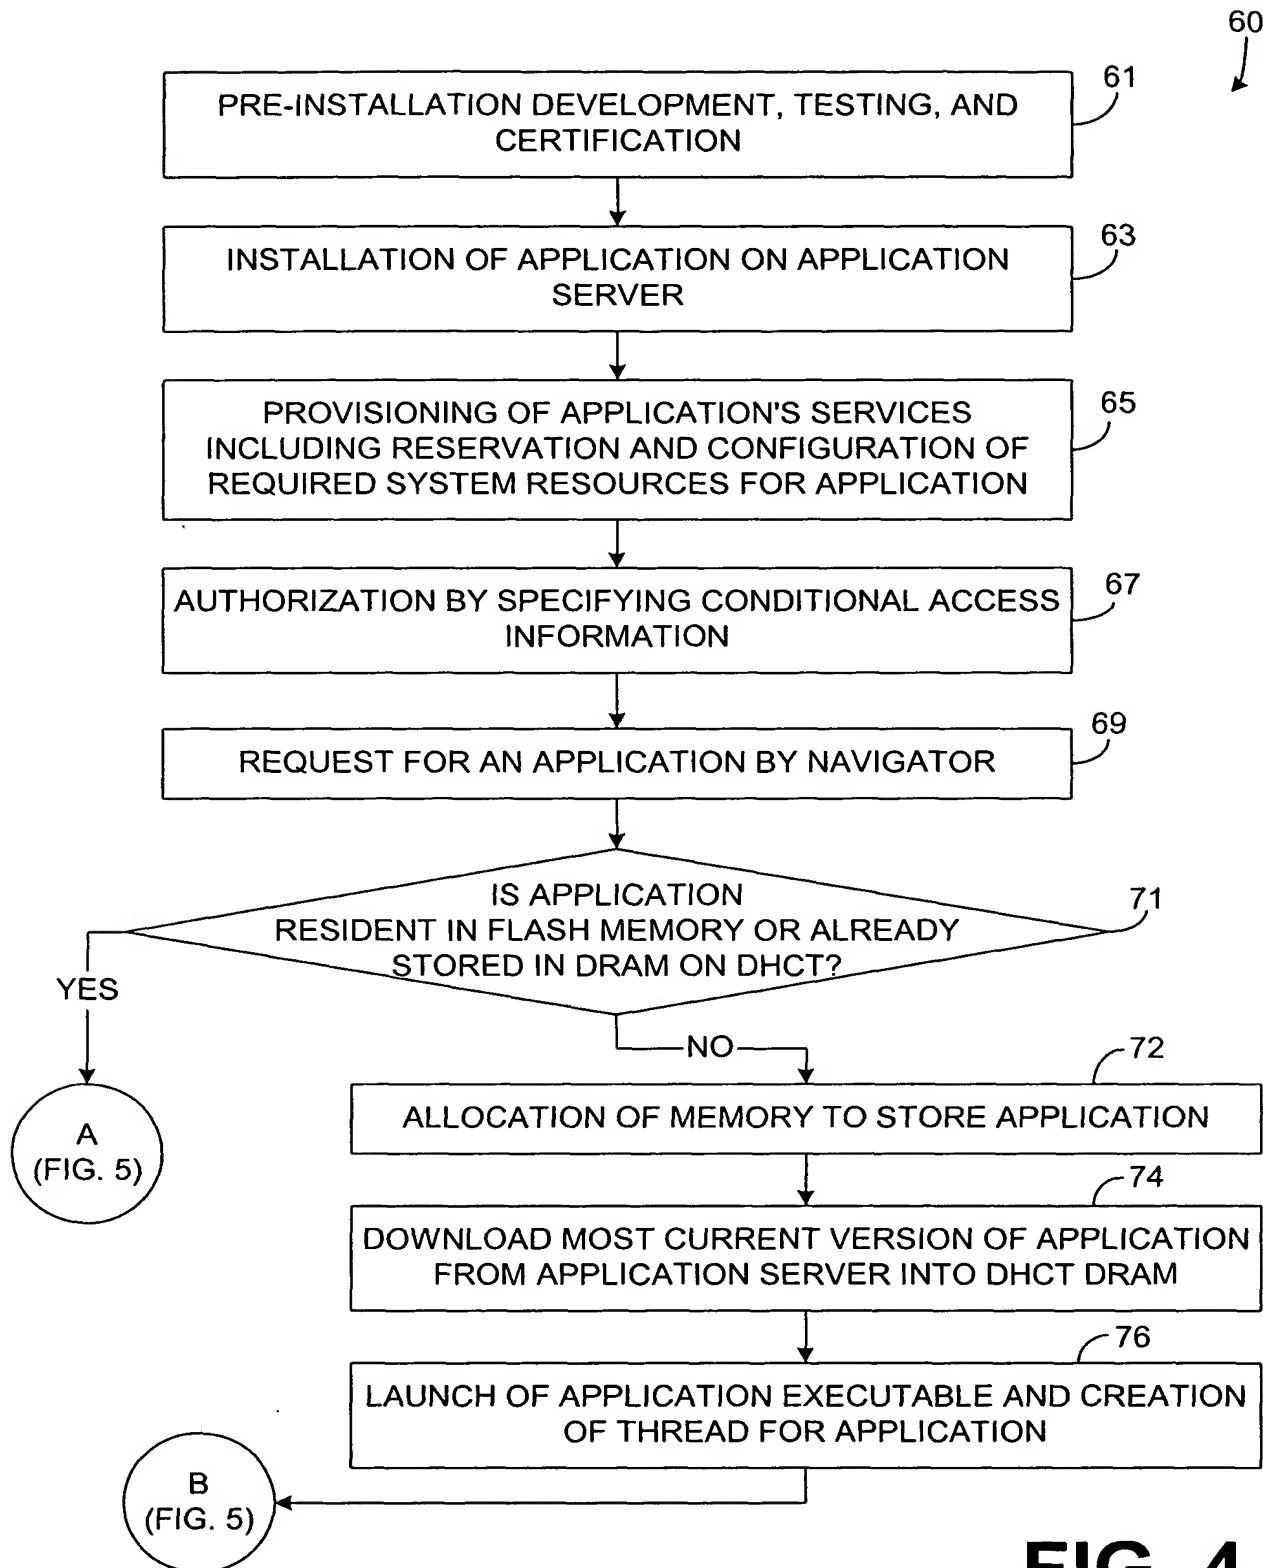 60
61
PRE-INSTALLATION DEVELOPMENT, TESTING, AND
CERTIFICATION
63
INSTALLATION OF APPLICATION ON APPLICATION
SERVER
65
PROVISIONING OF APPLICATION'S SERVICES
INCLUDING RESERVATION AND CONFIGURATION OF
REQUIRED SYSTEM RESOURCES FOR APPLICATION
67
AUTHORIZATION BY SPECIFYING CONDITIONAL ACCESS
INFORMATION
69
REQUEST FOR AN APPLICATION BY NAVIGATOR
71
IS APPLICATION
RESIDENT IN FLASH MEMORY OR ALREADY
STORED IN DRAM ON DHCT?
YES
NO
A
(FIG. 5)
72
ALLOCATION OF MEMORY TO STORE APPLICATION
74
DOWNLOAD MOST CURRENT VERSION OF APPLICATION
FROM APPLICATION SERVER INTO DHCT DRAM
76
LAUNCH OF APPLICATION EXECUTABLE AND CREATION
OF THREAD FOR APPLICATION
B
(FIG. 5)
FIG. 4